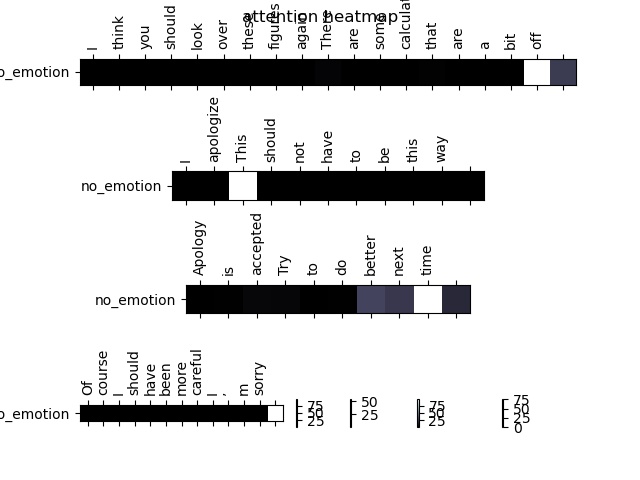 attention heatmap
I think you should look over these figures again There are some calculat that are a bit off
no_emotion
I apologize This should not have to be this way
no_emotion
Apology is accepted Try to do better next time
no_emotion
Of course I should have been more careful I , m sorry
o_emotion
75 50 25
50 25
75 50 25
75 50 25 0